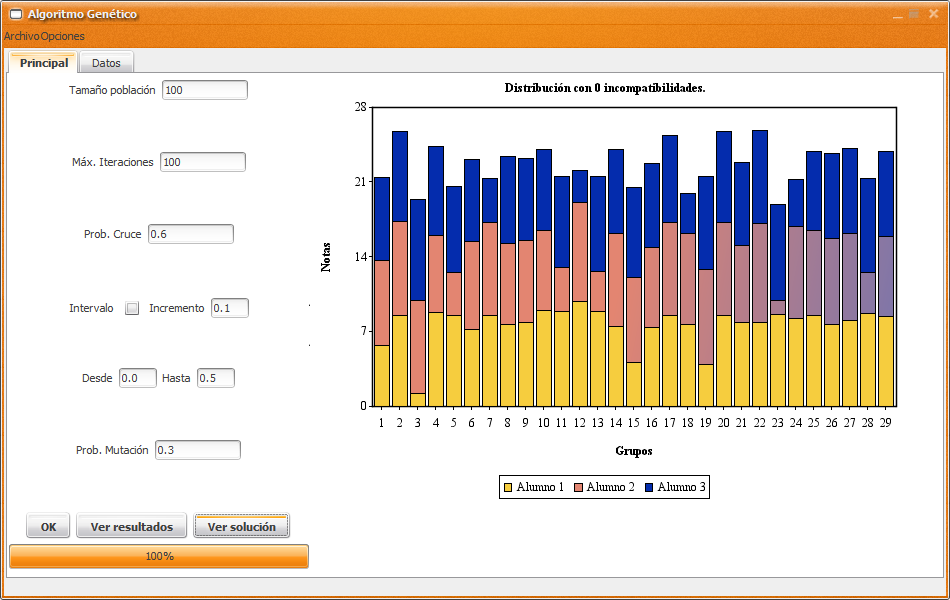 Algoritmo Genético
Archivo Opciones
Principal Datos
Tamaño población 100
Máx. Iteraciones 100
Prob. Cruce 0.6
Intervalo Incremento 0.1
Desde 0.0 Hasta 0.5
Prob. Mutación 0.3
OK Ver resultados Ver solución
100%
Distribución con 0 incompatibilidades.
28
21
14
7
0
Notas
1 2 3 4 5 6 7 8 9 10 11 12 13 14 15 16 17 18 19 20 21 22 23 24 25 26 27 28 29
Grupos
Alumno 1 Alumno 2 Alumno 3